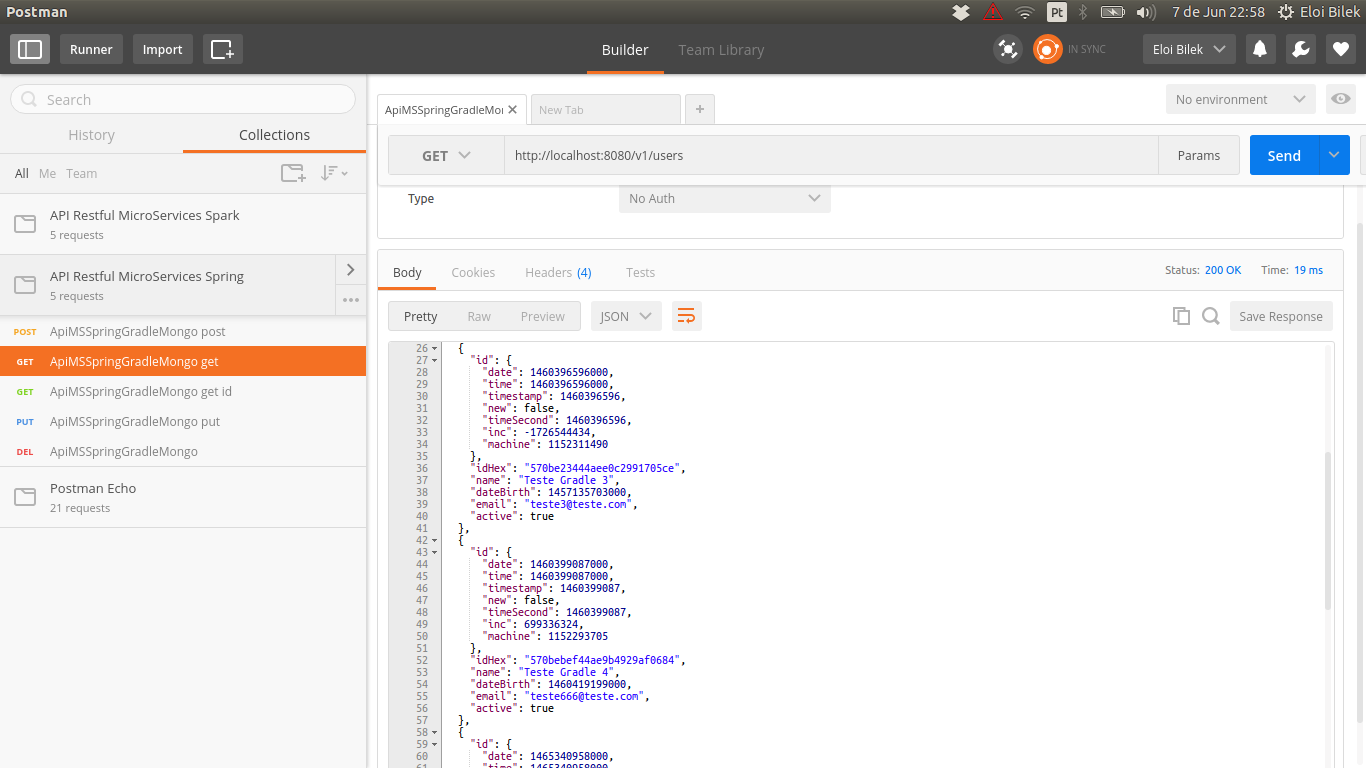 Postman
Pt
7 de Jun 22:58
Eloi Bilek
Runner
Import
Builder
Team Library
IN SYNC
Eloi Bilek
Search
History
Collections
All Me Team
API Restful MicroServices Spark
5 requests
API Restful MicroServices Spring
5 requests
POST ApiMSSpringGradleMongo post
GET ApiMSSpringGradleMongo get
GET ApiMSSpringGradleMongo get id
PUT ApiMSSpringGradleMongo put
DEL ApiMSSpringGradleMongo
Postman Echo
21 requests
ApiMSSpringGradleMon
New Tab
No environment
GET
http://localhost:8080/v1/users
Params
Send
Type
No Auth
Body
Cookies
Headers (4)
Tests
Status: 200 OK
Time: 19 ms
Pretty
Raw
Preview
JSON
Save Response
26 {
27 "id": {
28 "date": 1460396596000,
29 "time": 1460396596000,
30 "timestamp": 1460396596,
31 "new": false,
32 "timeSecond": 1460396596,
33 "inc": -1726544434,
34 "machine": 1152311490
35 },
36 "idHex": "570be23444aee0c2991705ce",
37 "name": "Teste Gradle 3",
38 "dateBirth": 1457135703000,
39 "email": "teste3@teste.com",
40 "active": true
41 },
42 {
43 "id": {
44 "date": 1460399087000,
45 "time": 1460399087000,
46 "timestamp": 1460399087,
47 "new": false,
48 "timeSecond": 1460399087,
49 "inc": 699336324,
50 "machine": 1152293705
51 },
52 "idHex": "570bebef44ae9b4929af0684",
53 "name": "Teste Gradle 4",
54 "dateBirth": 1460419199000,
55 "email": "teste666@teste.com",
56 "active": true
57 },
58 {
59 "id": {
60 "date": 1465340958000,
61 "time": 1465340958000,